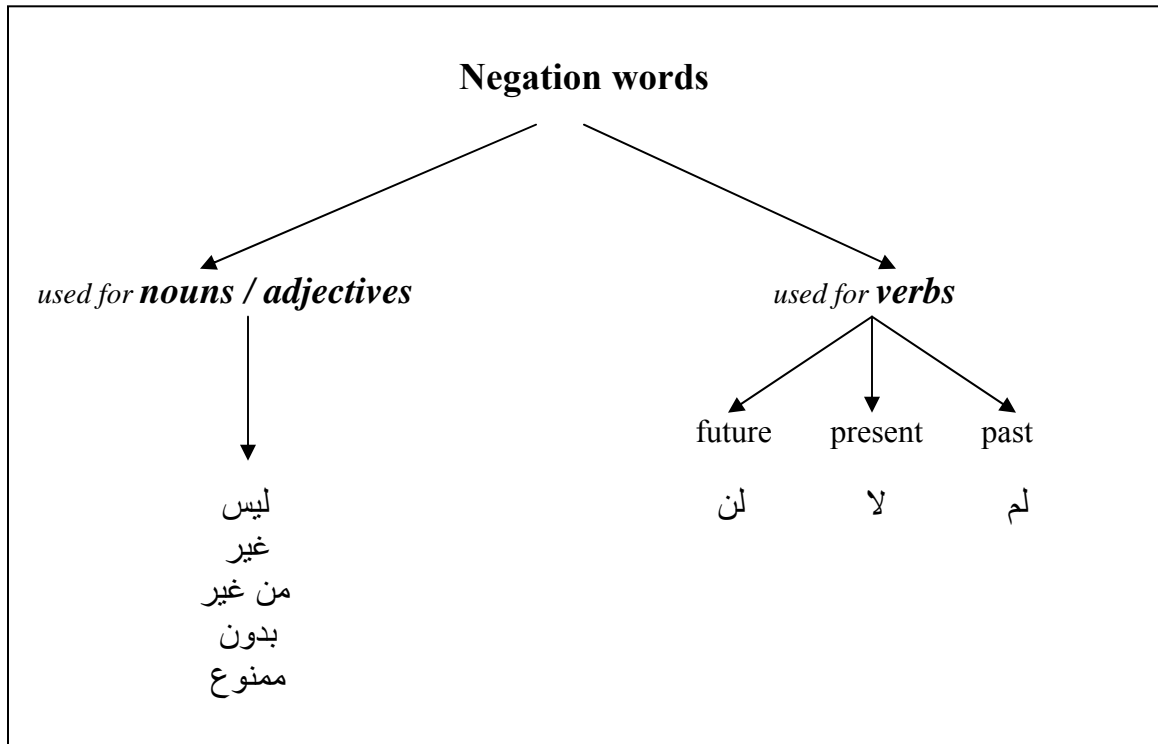 Negation words
used for nouns / adjectives
used for verbs
future present past
لن لا لم
ليس
غير
من غير
بدون
ممنوع